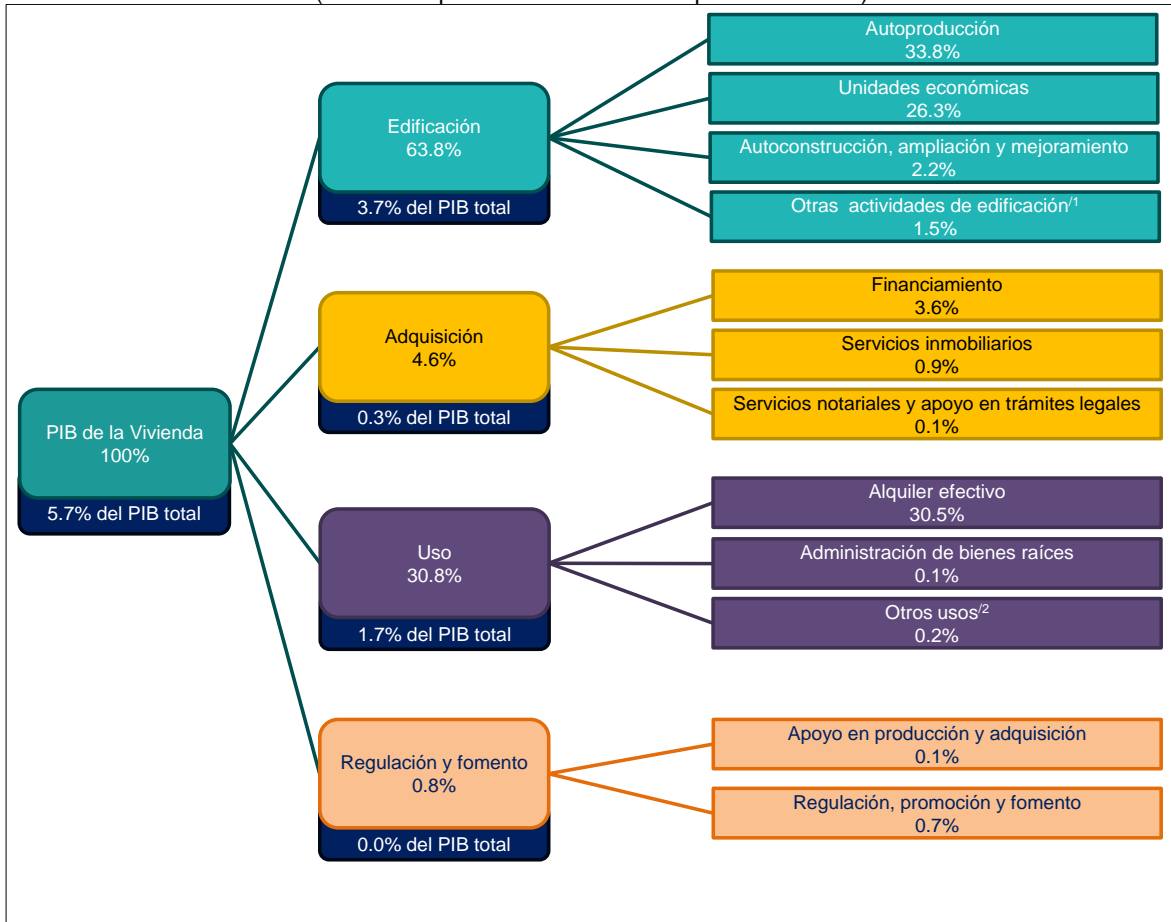 PIB de la Vivienda
100%
5.7% del PIB total
Edificación
63.8%
3.7% del PIB total
Autoproducción
33.8%
Unidades económicas
26.3%
Autoconstrucción, ampliación y mejoramiento
2.2%
Otras actividades de edificación/1
1.5%
Adquisición
4.6%
0.3% del PIB total
Financiamiento
3.6%
Servicios inmobiliarios
0.9%
Servicios notariales y apoyo en trámites legales
0.1%
Uso
30.8%
1.7% del PIB total
Alquiler efectivo
30.5%
Administración de bienes raíces
0.1%
Otros usos/2
0.2%
Regulación y fomento
0.8%
0.0% del PIB total
Apoyo en producción y adquisición
0.1%
Regulación, promoción y fomento
0.7%